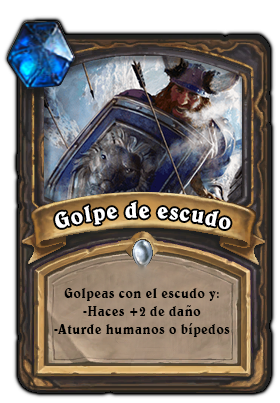 Golpe de escudo
Golpeas con el escudo y:
-Haces +2 de daño
-Aturde humanos o bípedos